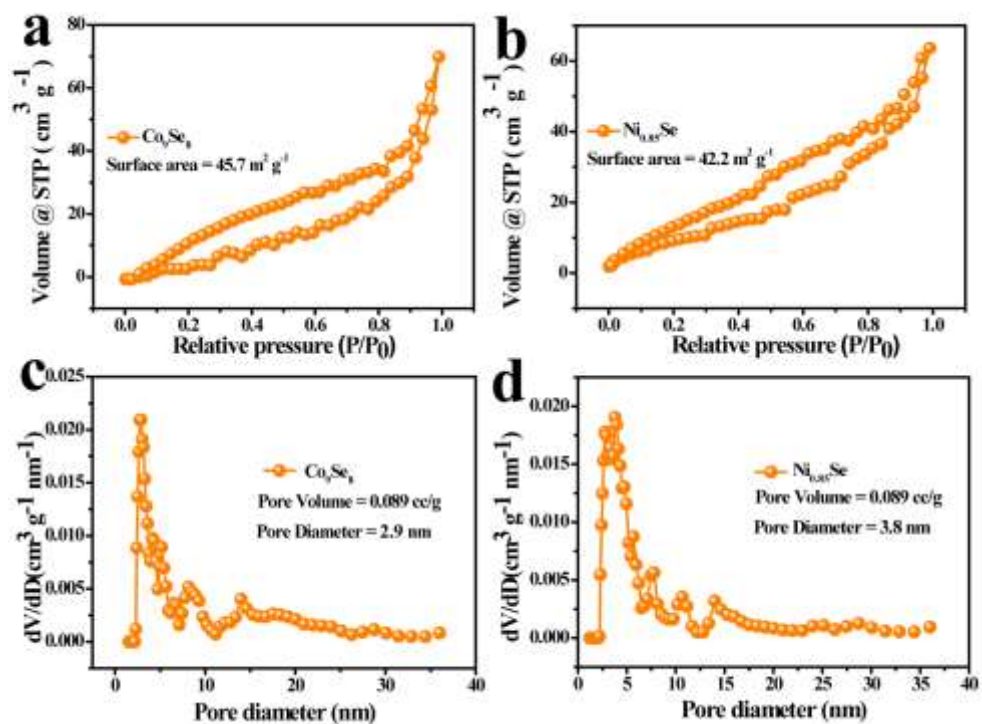 a
Volume @ STP ( cm³ g⁻¹)
80
60
40
20
0
Co₉Se₈
Surface area = 45.7 m² g⁻¹
0.0 0.2 0.4 0.6 0.8 1.0
Relative pressure (P/P₀)
b
Volume @ STP ( cm³ g⁻¹)
60
40
20
0
Ni₀.₈₅Se
Surface area = 42.2 m² g⁻¹
0.0 0.2 0.4 0.6 0.8 1.0
Relative pressure (P/P₀)
c
dV/dD(cm³ g⁻¹ nm⁻¹)
0.025
0.020
0.015
0.010
0.005
0.000
Co₉Se₈
Pore Volume = 0.089 cc/g
Pore Diameter = 2.9 nm
0 10 20 30 40
Pore diameter (nm)
d
dV/dD(cm³ g⁻¹ nm⁻¹)
0.020
0.015
0.010
0.005
0.000
Ni₀.₈₅Se
Pore Volume = 0.089 cc/g
Pore Diameter = 3.8 nm
0 5 10 15 20 25 30 35 40
Pore diameter (nm)